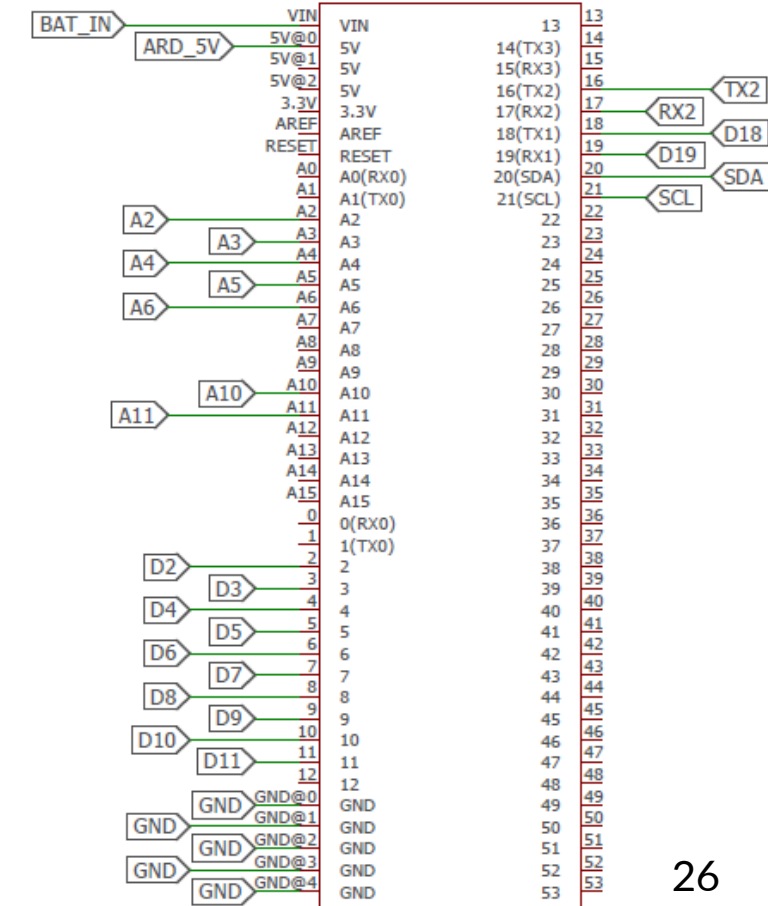 BAT_IN VIN VIN 13 13
ARD_5V 5V@0 5V 14(TX3) 14
5V@1 5V 15(RX3) 15
5V@2 5V 16(TX2) 16 TX2
3.3V 3.3V 17(RX2) 17 RX2
AREF AREF 18(TX1) 18 D18
RESET RESET 19(RX1) 19 D19
A0 A0(RX0) 20(SDA) 20 SDA
A1 A1(TX0) 21(SCL) 21 SCL
A2 A2 A2 22 22
A3 A3 A3 23 23
A4 A4 A4 24 24
A5 A5 A5 25 25
A6 A6 A6 26 26
A7 A7 27 27
A8 A8 28 28
A9 A9 29 29
A10 A10 A10 30 30
A11 A11 A11 31 31
A12 A12 32 32
A13 A13 33 33
A14 A14 34 34
A15 A15 35 35
0 0(RX0) 36 36
1 1(TX0) 37 37
D2 2 2 38 38
D3 3 3 39 39
D4 4 4 40 40
D5 5 5 41 41
D6 6 6 42 42
D7 7 7 43 43
D8 8 8 44 44
D9 9 9 45 45
D10 10 10 46 46
D11 11 11 47 47
12 12 48 48
GND GND@0 GND 49 49
GND GND@1 GND 50 50
GND GND@2 GND 51 51
GND GND@3 GND 52 52
GND GND@4 GND 53 53
26